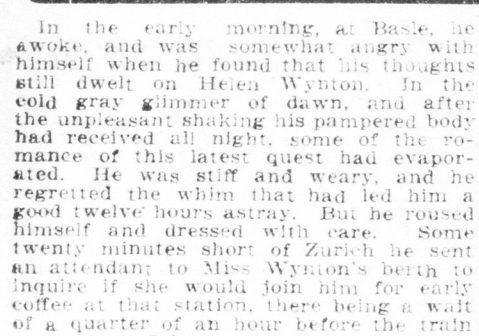 In the early morning, at Basle, he
awoke, and was somewhat angry with
himself when he found that his thoughts
still dwelt on Helen Wynton. In the
cold gray glimmer of dawn, and after
the unpleasant shaking his pampered body
had received all night, some of the ro-
mance of this latest quest had evapor-
ated. He was stiff and weary, and he
regretted the whim that had led him a
good twelve hours astray. But he roused
himself and dressed with care. Some
twenty minutes short of Zurich he sent
an attendant to Miss Wynton's berth to
inquire if she would join him for early
coffee at that station, there being a wait
of a quarter of an hour before the train